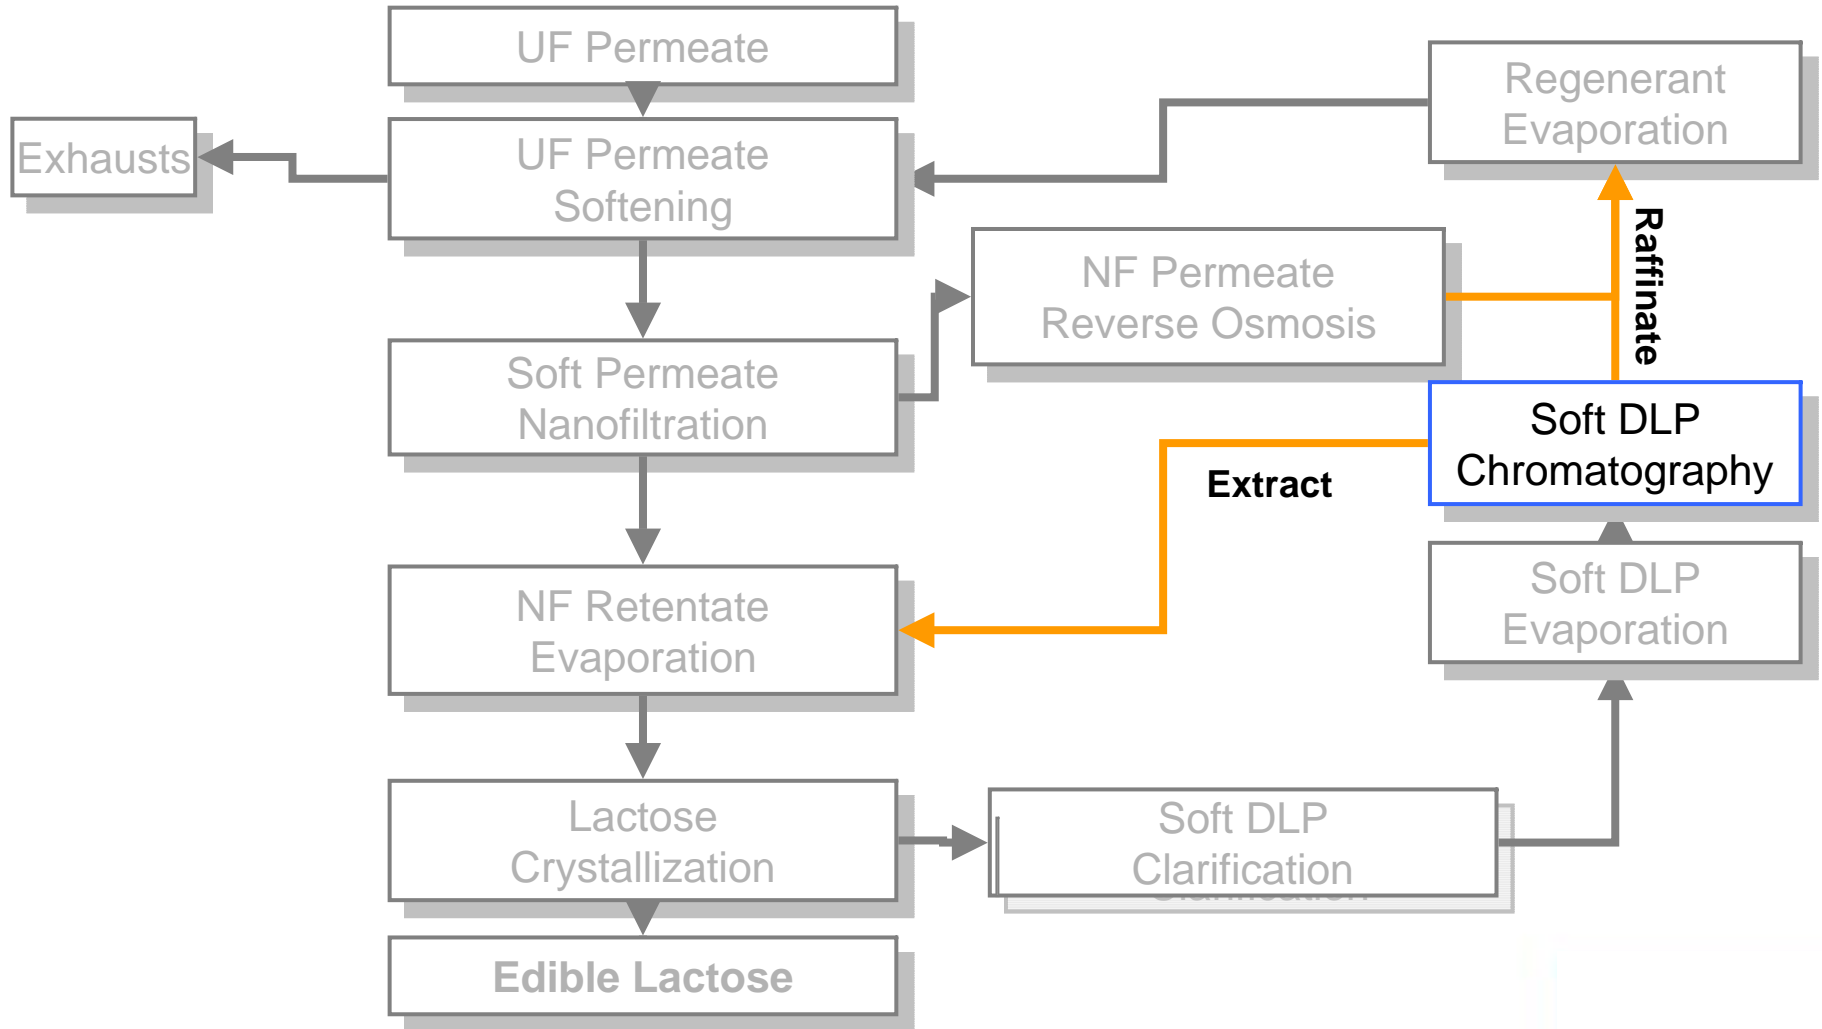 UF Permeate
Regenerant
Evaporation
Exhausts
UF Permeate
Softening
Raffinate
NF Permeate
Reverse Osmosis
Soft Permeate
Nanofiltration
Soft DLP
Chromatography
Extract
NF Retentate
Evaporation
Soft DLP
Evaporation
Lactose
Crystallization
Soft DLP
Clarification
Clarification
Edible Lactose